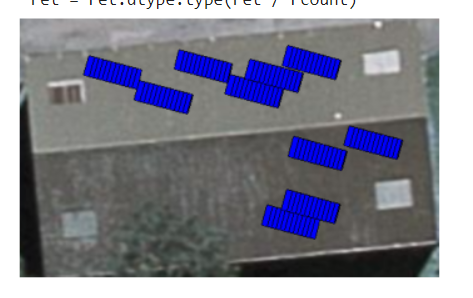 ret = ret.dtype.type(ret / rcount)